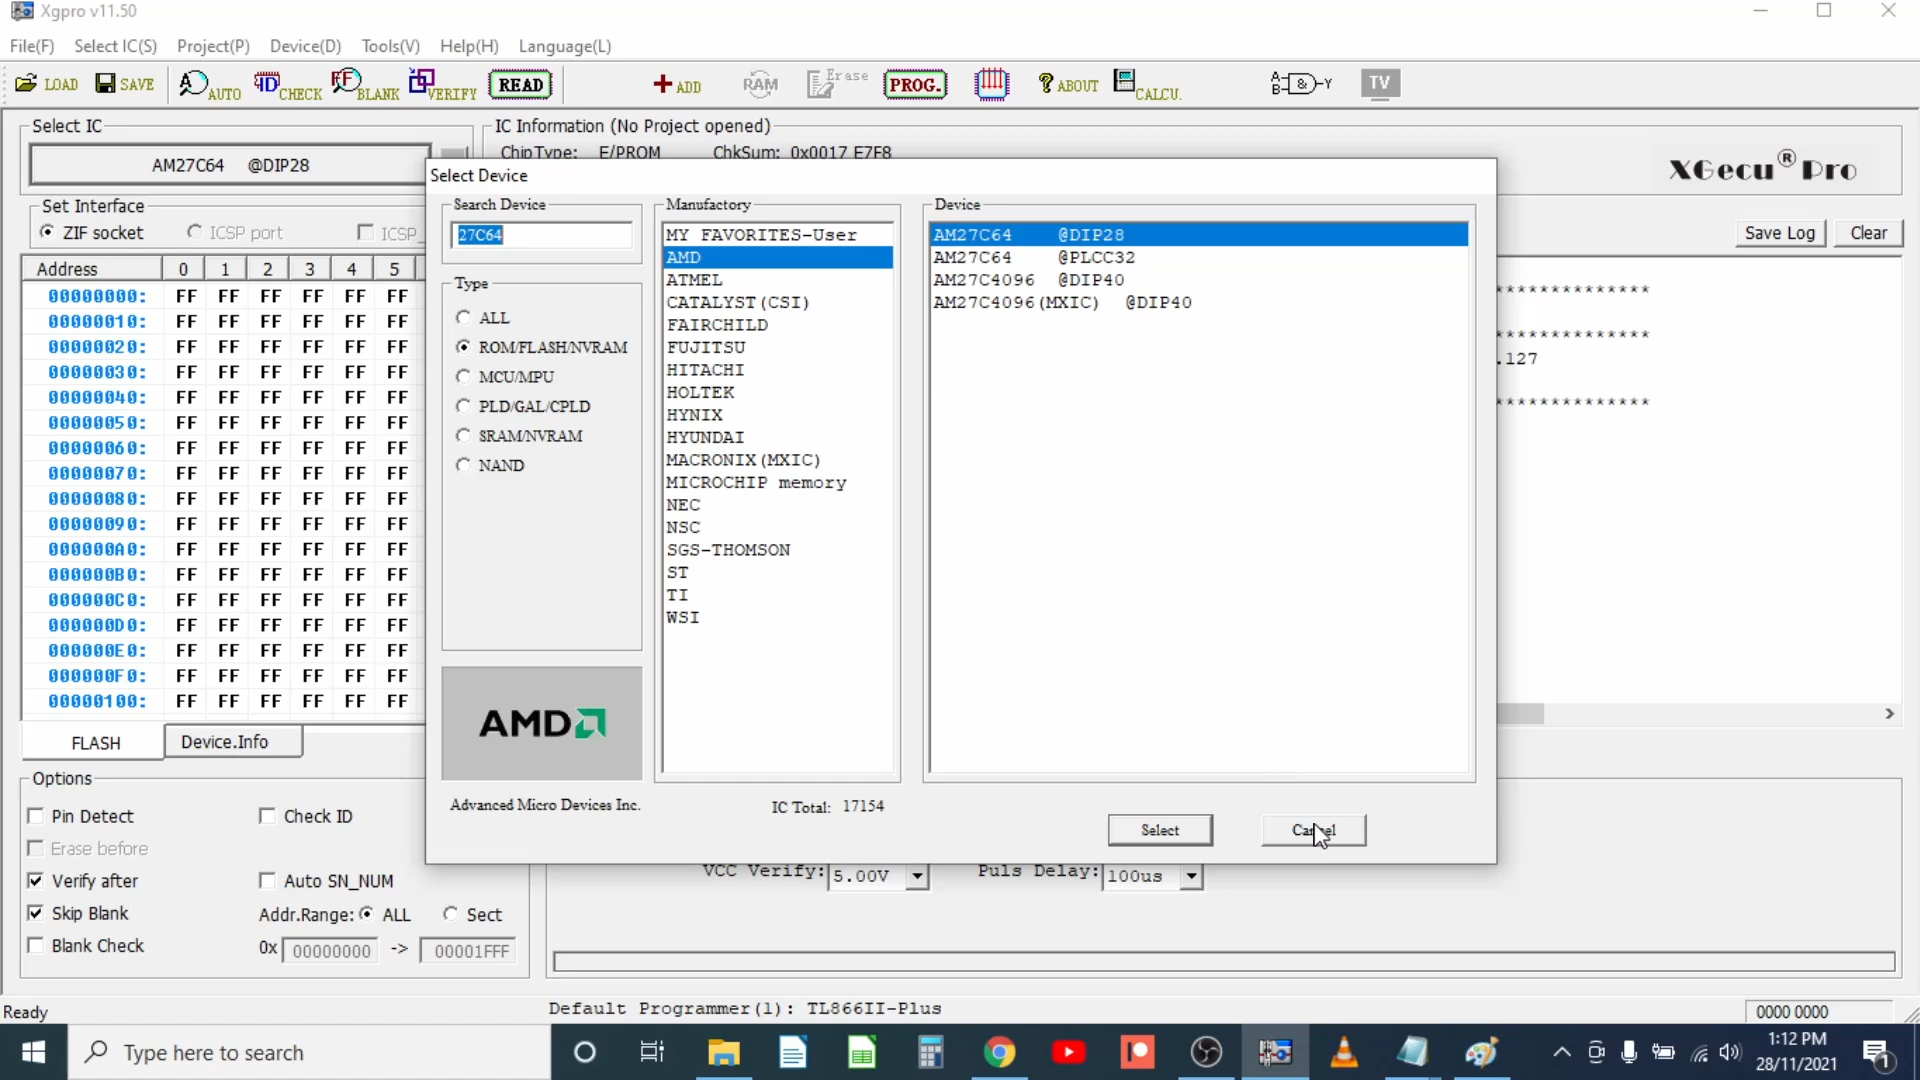 Xgpro v11.50
File(F) Select IC(S) Project(P) Device(D) Tools(V) Help(H) Language(L)
LOAD SAVE AUTO CHECK BLANK VERIFY READ ADD RAM Erase PROG. ABOUT CALCU. TV
Select IC
IC Information (No Project opened)
AM27C64 @DIP28
ChipType: E/PROM ChkSum: 0x0017 E7F8
XGecu® Pro
Select Device
Set Interface
ZIF socket ICSP port ICSP_
Save Log Clear
Search Device
27C64
Type
ALL
ROM/FLASH/NVRAM
MCU/MPU
PLD/GAL/CPLD
SRAM/NVRAM
NAND
AMD
Advanced Micro Devices Inc.
Manufactory
MY FAVORITES-User
AMD
ATMEL
CATALYST(CSI)
FAIRCHILD
FUJITSU
HITACHI
HOLTEK
HYNIX
HYUNDAI
MACRONIX(MXIC)
MICROCHIP memory
NEC
NSC
SGS-THOMSON
ST
TI
WSI
IC Total: 17154
Device
AM27C64 @DIP28
AM27C64 @PLCC32
AM27C4096 @DIP40
AM27C4096(MXIC) @DIP40
Select
Address 0 1 2 3 4 5
00000000: FF FF FF FF FF FF
00000010: FF FF FF FF FF FF
00000020: FF FF FF FF FF FF
00000030: FF FF FF FF FF FF
00000040: FF FF FF FF FF FF
00000050: FF FF FF FF FF FF
00000060: FF FF FF FF FF FF
00000070: FF FF FF FF FF FF
00000080: FF FF FF FF FF FF
00000090: FF FF FF FF FF FF
000000A0: FF FF FF FF FF FF
000000B0: FF FF FF FF FF FF
000000C0: FF FF FF FF FF FF
000000D0: FF FF FF FF FF FF
000000E0: FF FF FF FF FF FF
000000F0: FF FF FF FF FF FF
00000100: FF FF FF FF FF FF
**************
**************
.127
**************
FLASH Device.Info
Options
Pin Detect Check ID
Erase before
Verify after Auto SN_NUM
Skip Blank Addr.Range: ALL Sect
Blank Check 0x 00000000 -> 00001FFF
VCC Verify: 5.00V Puls Delay: 100us
Ready Default Programmer(1): TL866II-Plus 0000 0000
Type here to search
1:12 PM
28/11/2021
1